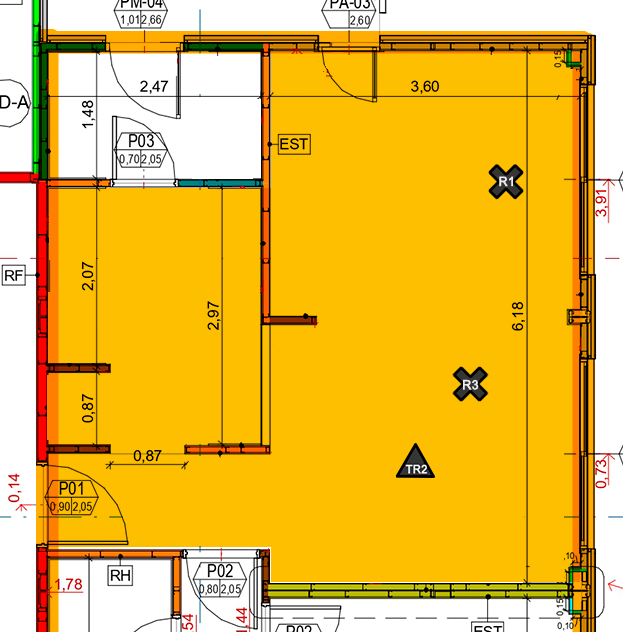 PM-04
1,01 2,66
PA-03
2,60
0,15
D-A
2,47
3,60
1,48
P03
0,70 2,05
EST
R1
3,91
RF
2,07
2,97
6,18
R3
0,87
0,87
TR2
0,73
0,14
P01
0,90 2,05
,10
RH
P02
0,80 2,05
1,78
0,15
,54
,44
P02
EST
0,10